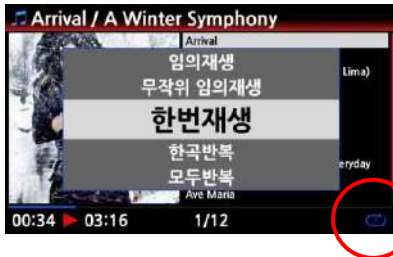 Arrival / A Winter Symphony
Arrival
임의재생
Lima)
무작위 임의재생
한번재생
한곡반복
eryday
모두반복
Ave Maria
00:34 03:16 1/12